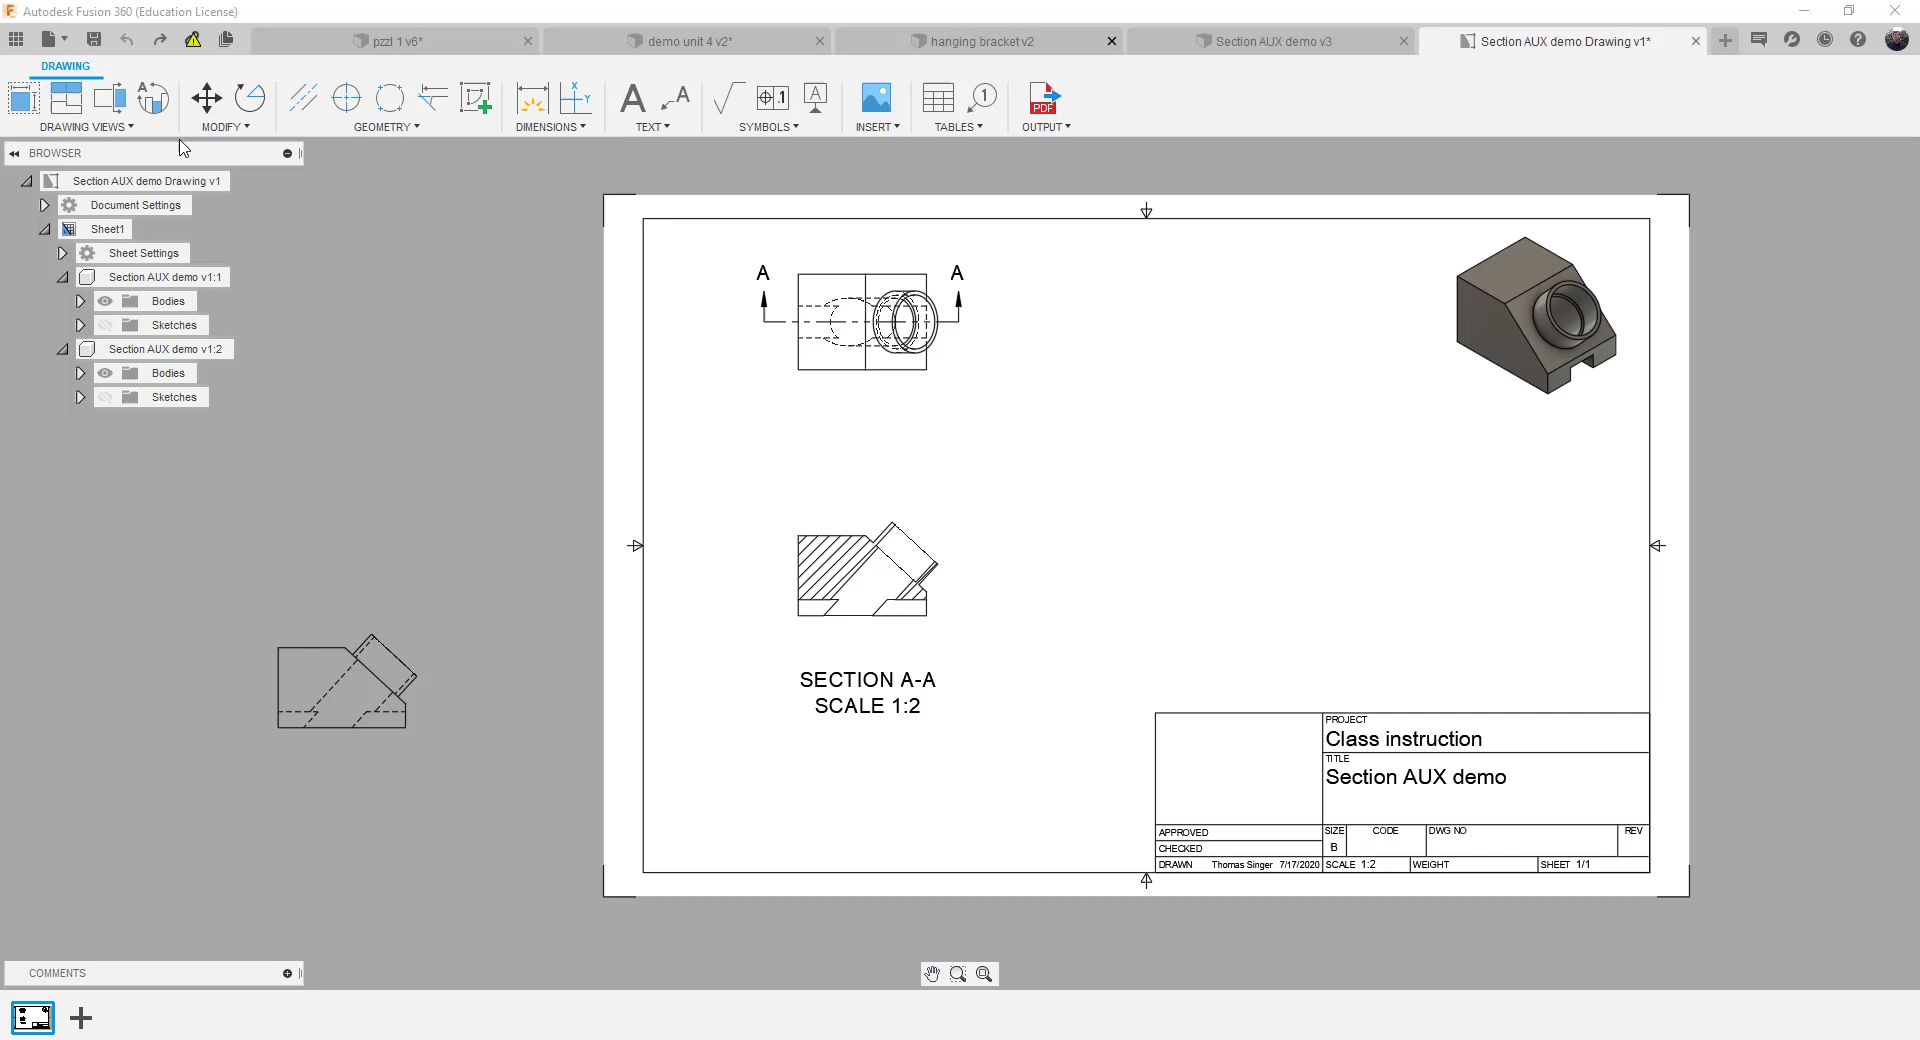 Autodesk Fusion 360 (Education License)
pzzl 1 v6*
demo unit 4 v2*
hanging bracket v2
Section AUX demo v3
Section AUX demo Drawing v1*
DRAWING
DRAWING VIEWS
MODIFY
GEOMETRY
DIMENSIONS
TEXT
SYMBOLS
INSERT
TABLES
OUTPUT
PDF
BROWSER
Section AUX demo Drawing v1
Document Settings
Sheet1
Sheet Settings
Section AUX demo v1:1
Bodies
Sketches
Section AUX demo v1:2
Bodies
Sketches
A A
SECTION A-A
SCALE 1:2
PROJECT
Class instruction
TITLE
Section AUX demo
APPROVED
CHECKED
DRAWN Thomas Singer 7/17/2020
SIZE CODE DWG NO REV
B
SCALE 1:2 WEIGHT SHEET 1/1
COMMENTS